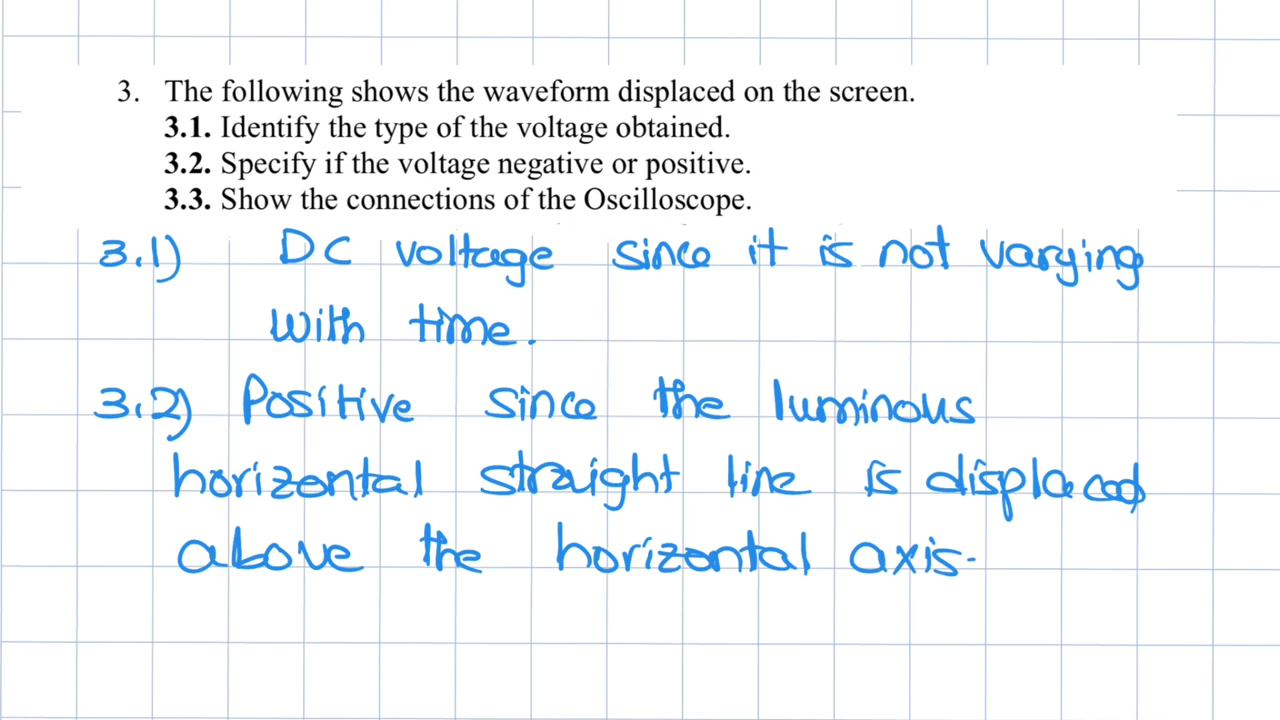 3. The following shows the waveform displaced on the screen.
3.1. Identify the type of the voltage obtained.
3.2. Specify if the voltage negative or positive.
3.3. Show the connections of the Oscilloscope.
3.1) DC voltage since it is not varying
with time.
3.2) Positive since the luminous
horizontal straight line is displaced
above the horizontal axis.